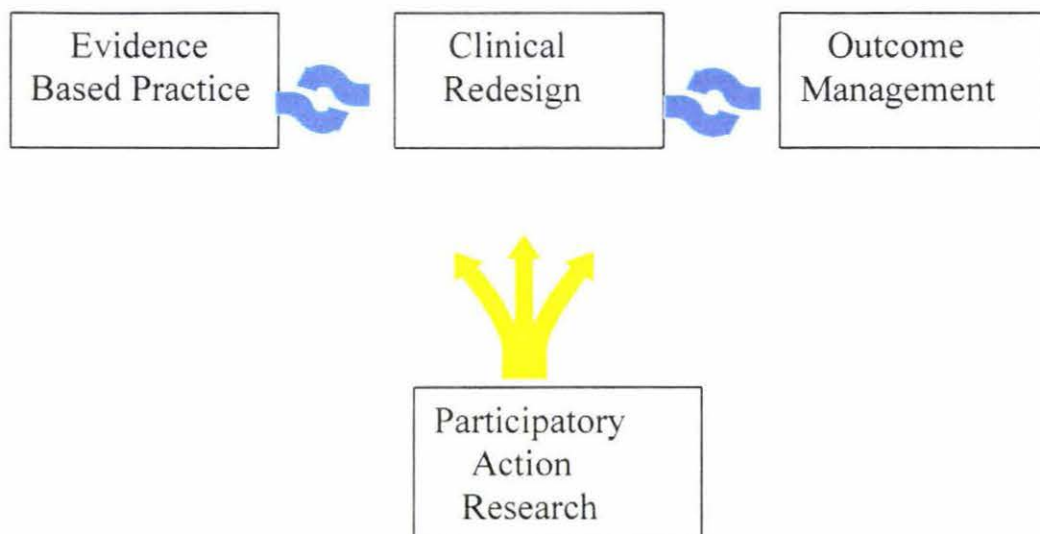 Evidence
Based Practice
Clinical
Redesign
Outcome
Management
Participatory
Action
Research